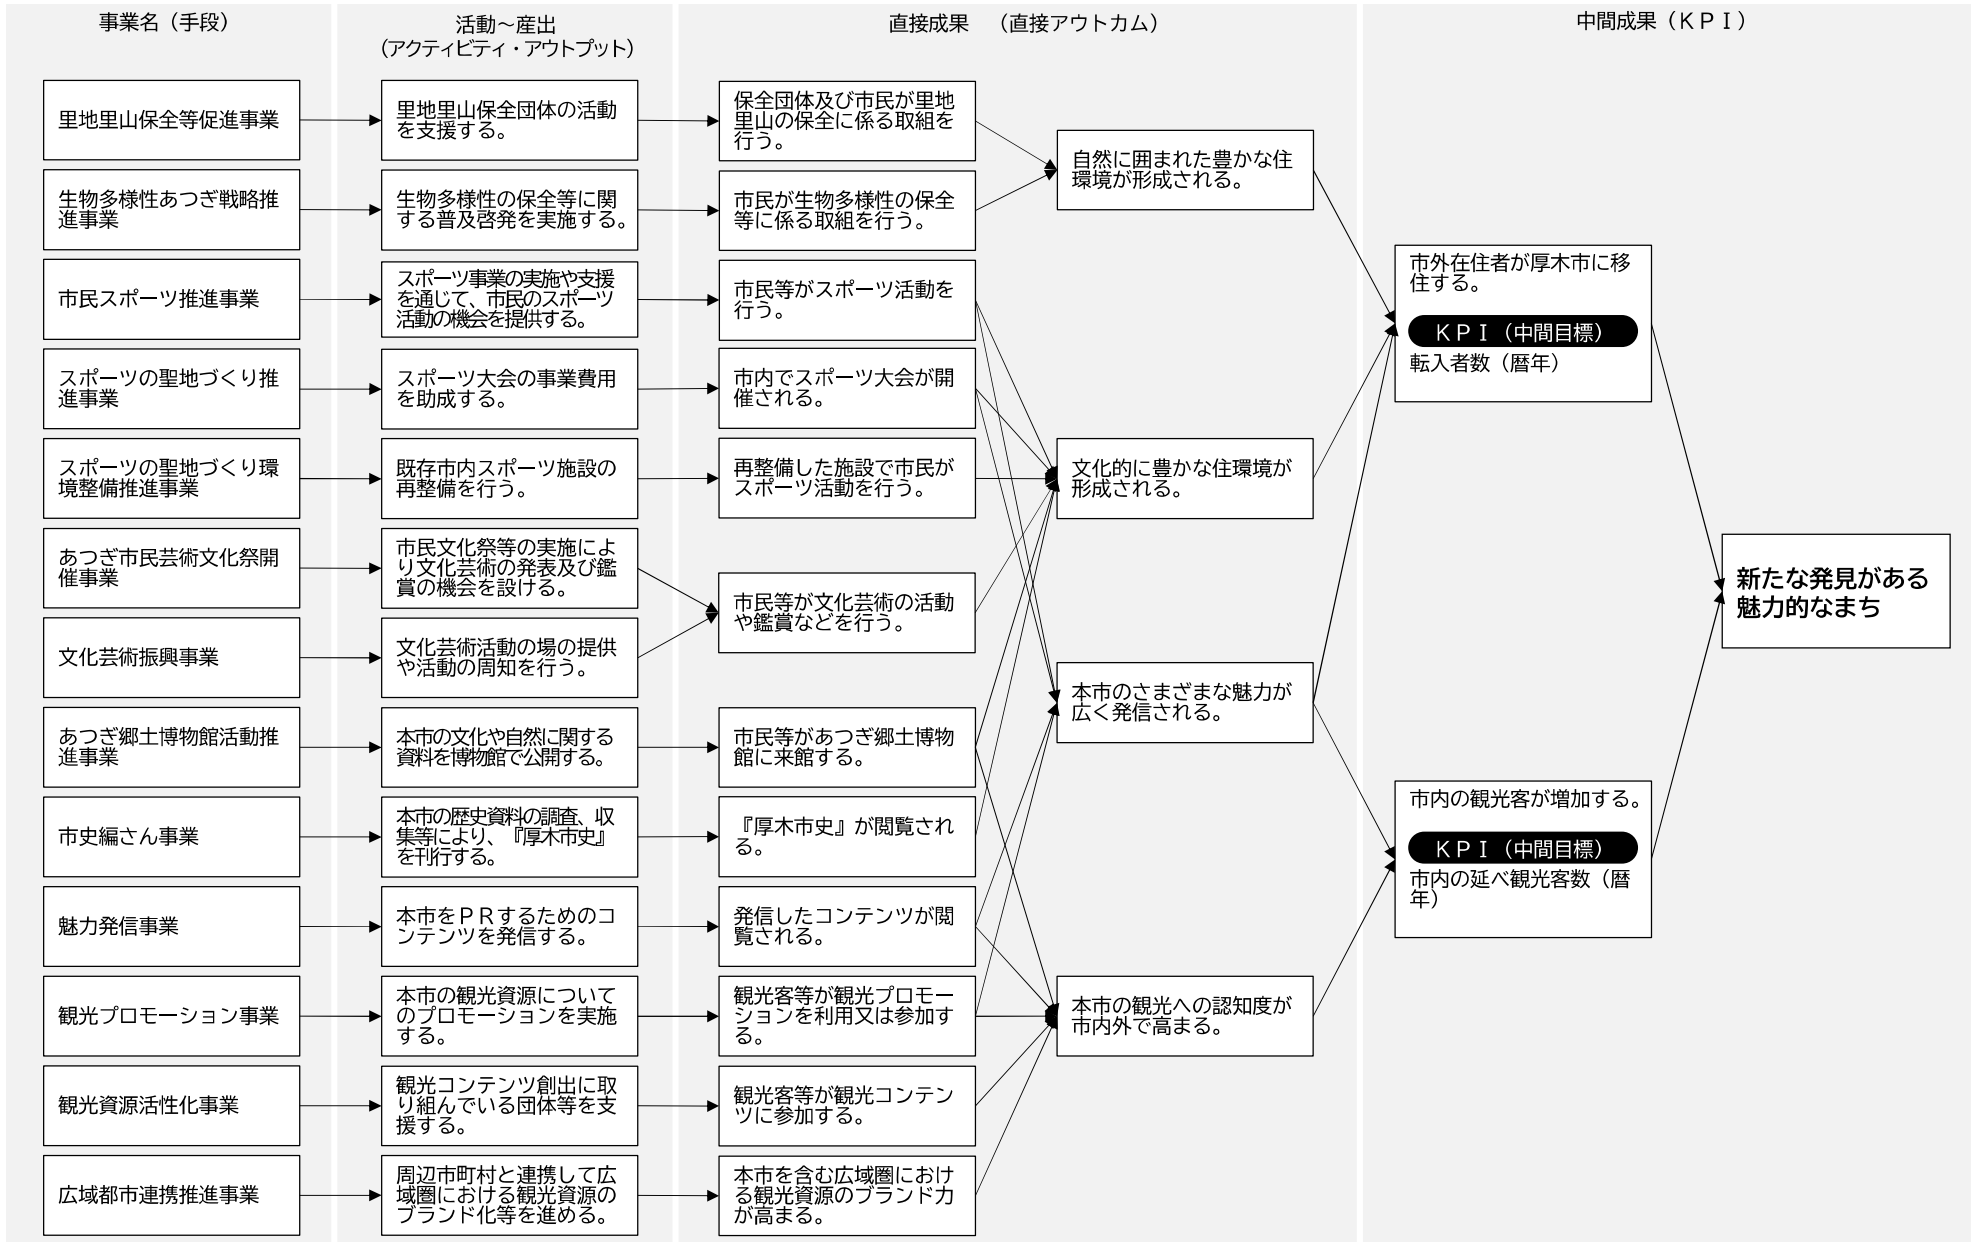 事業名（手段）
活動～産出
（アクティビティ・アウトプット）
直接成果　（直接アウトカム）
中間成果（ＫＰＩ）
里地里山保全等促進事業
里地里山保全団体の活動
を支援する。
保全団体及び市民が里地
里山の保全に係る取組を
行う。
生物多様性あつぎ戦略推
進事業
生物多様性の保全等に関
する普及啓発を実施する。
市民が生物多様性の保全
等に係る取組を行う。
自然に囲まれた豊かな住
環境が形成される。
市民スポーツ推進事業
スポーツ事業の実施や支援
を通じて、市民のスポーツ
活動の機会を提供する。
市民等がスポーツ活動を
行う。
スポーツの聖地づくり推
進事業
スポーツ大会の事業費用
を助成する。
市内でスポーツ大会が開
催される。
スポーツの聖地づくり環
境整備推進事業
既存市内スポーツ施設の
再整備を行う。
再整備した施設で市民が
スポーツ活動を行う。
文化的に豊かな住環境が
形成される。
あつぎ市民芸術文化祭開
催事業
市民文化祭等の実施によ
り文化芸術の発表及び鑑
賞の機会を設ける。
文化芸術振興事業
文化芸術活動の場の提供
や活動の周知を行う。
市民等が文化芸術の活動
や鑑賞などを行う。
あつぎ郷土博物館活動推
進事業
本市の文化や自然に関する
資料を博物館で公開する。
市民等があつぎ郷土博物
館に来館する。
本市のさまざまな魅力が
広く発信される。
市史編さん事業
本市の歴史資料の調査、収
集等により、『厚木市史』
を刊行する。
『厚木市史』が閲覧され
る。
魅力発信事業
本市をＰＲするためのコ
ンテンツを発信する。
発信したコンテンツが閲
覧される。
観光プロモーション事業
本市の観光資源について
のプロモーションを実施
する。
観光客等が観光プロモー
ションを利用又は参加す
る。
本市の観光への認知度が
市内外で高まる。
観光資源活性化事業
観光コンテンツ創出に取
り組んでいる団体等を支
援する。
観光客等が観光コンテン
ツに参加する。
広域都市連携推進事業
周辺市町村と連携して広
域圏における観光資源の
ブランド化等を進める。
本市を含む広域圏におけ
る観光資源のブランド力
が高まる。
市外在住者が厚木市に移
住する。
ＫＰＩ（中間目標）
転入者数（暦年）
市内の観光客が増加する。
ＫＰＩ（中間目標）
市内の延べ観光客数（暦
年）
新たな発見がある
魅力的なまち